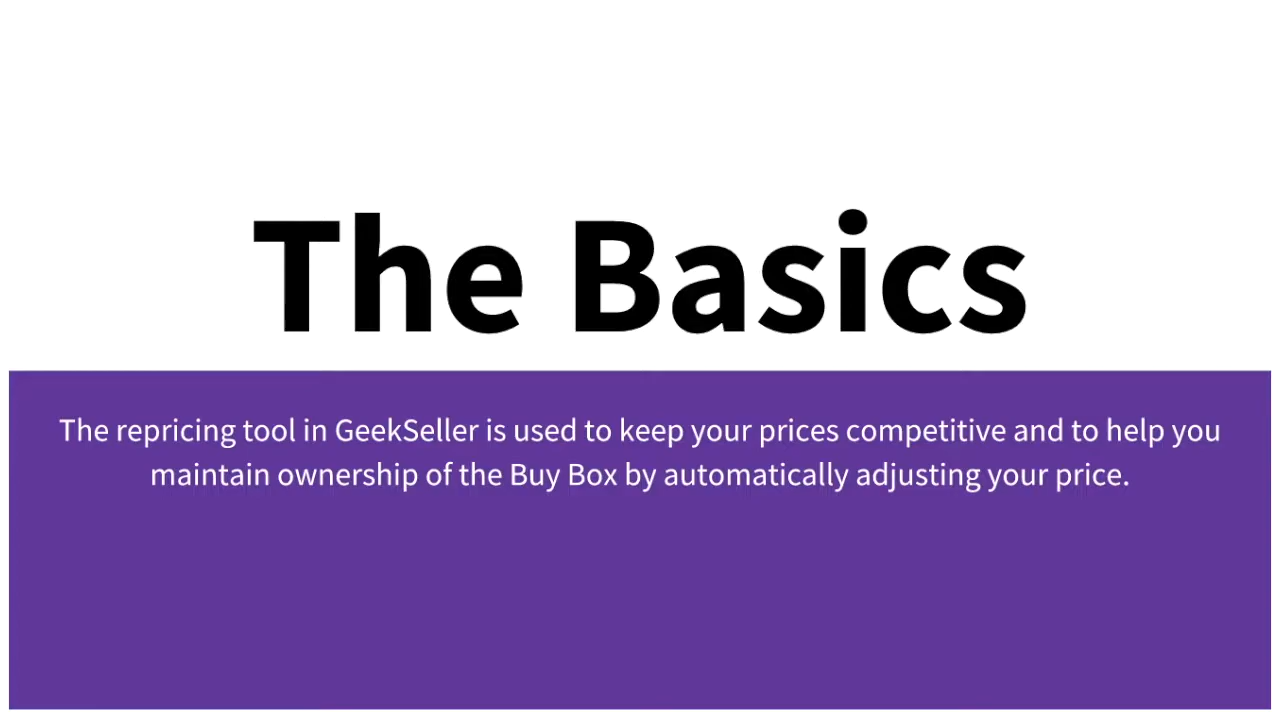 The Basics
The repricing tool in GeekSeller is used to keep your prices competitive and to help you
maintain ownership of the Buy Box by automatically adjusting your price.